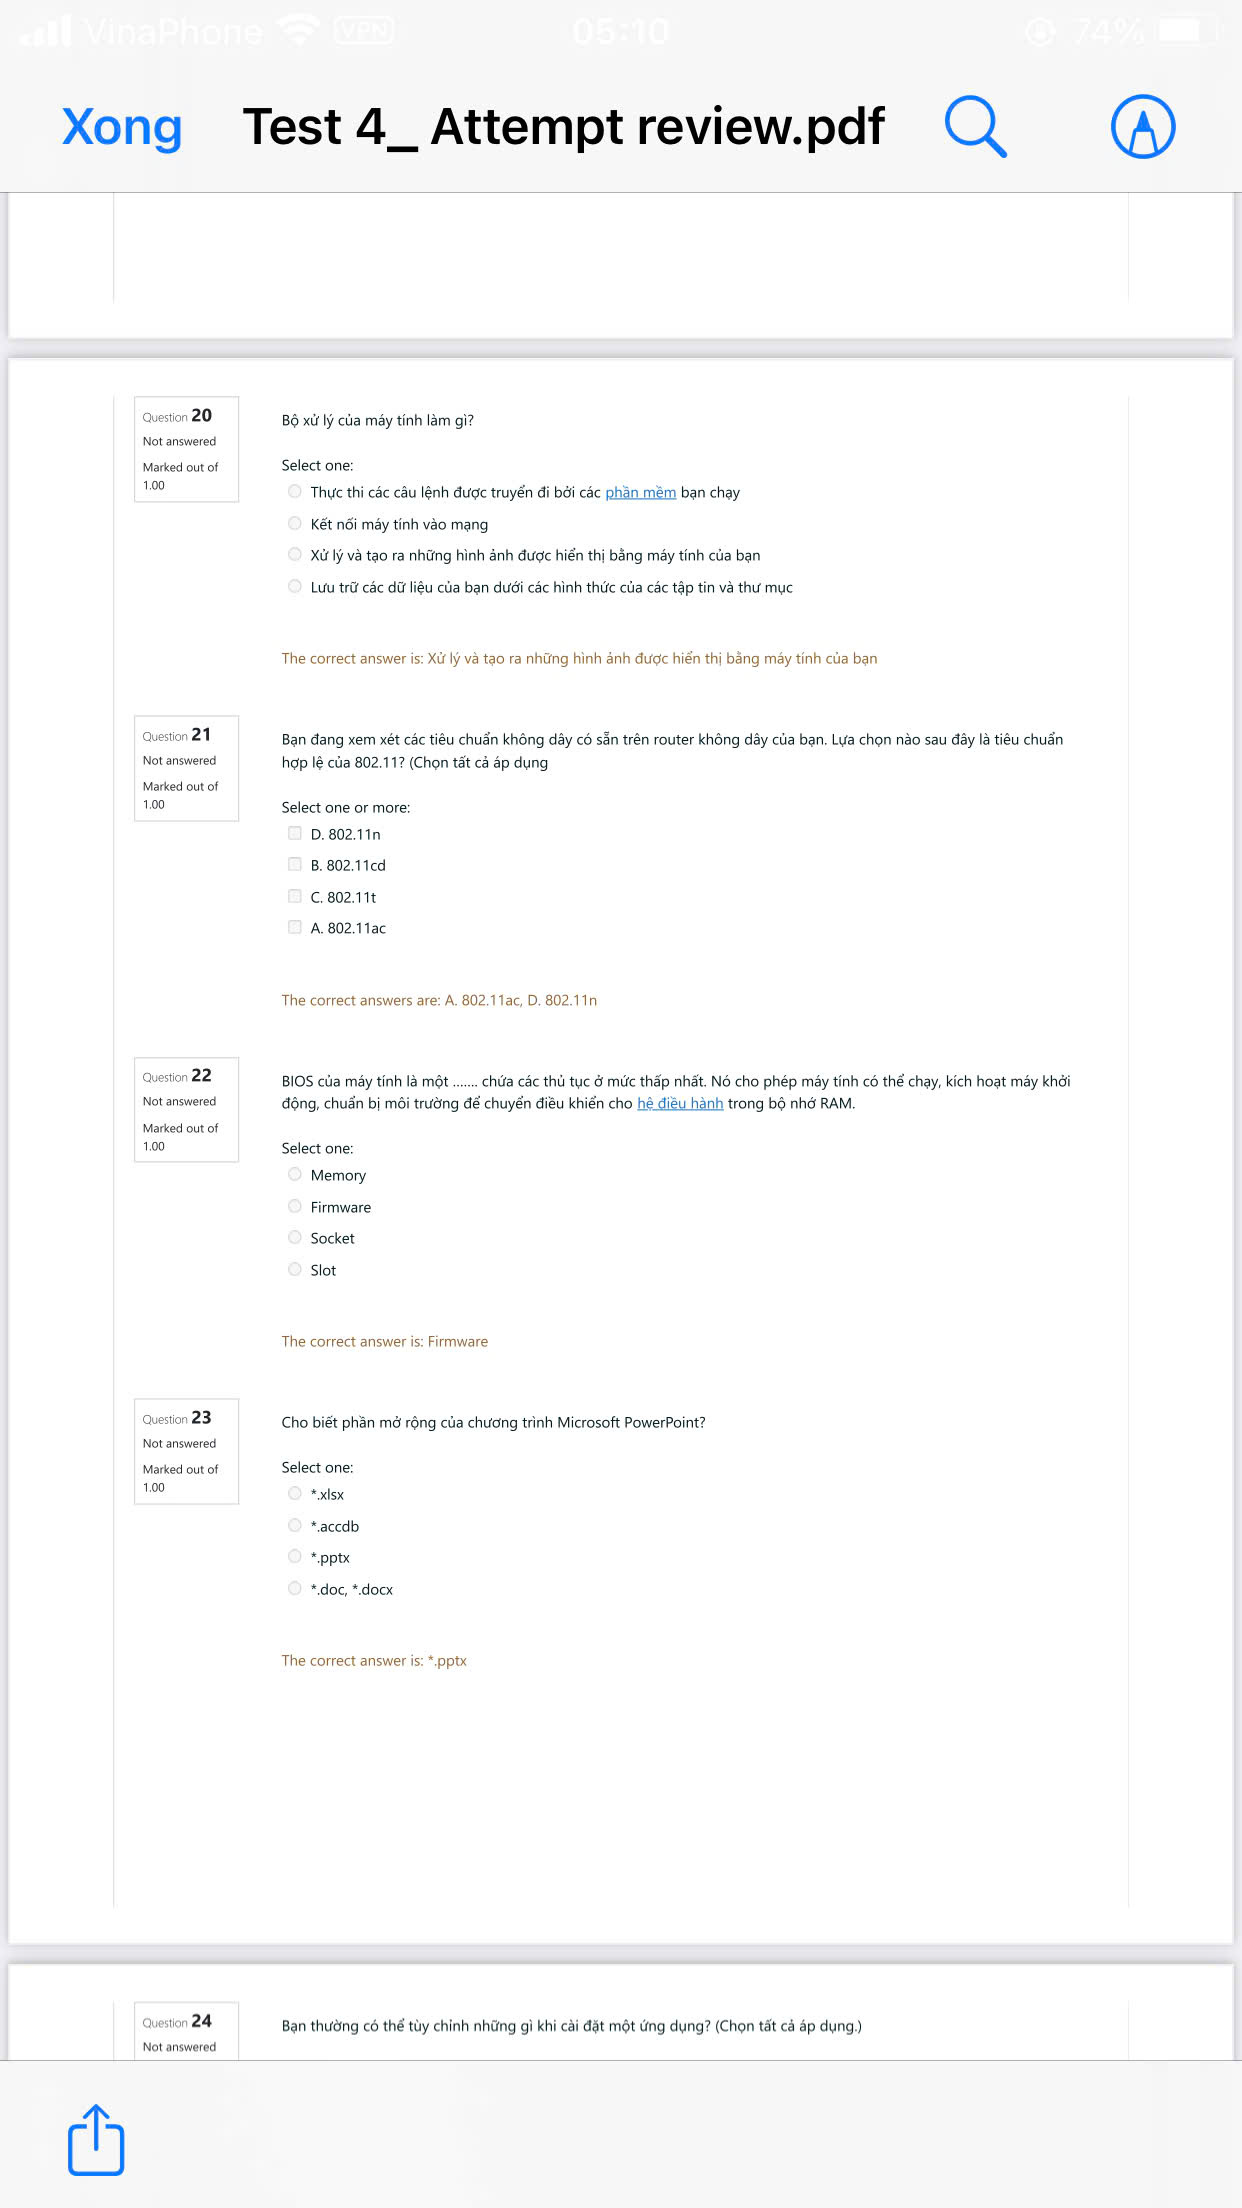 VinaPhone VPN 05:10 74%
Xong Test 4_ Attempt review.pdf
Question 20
Not answered
Marked out of
1.00
Bộ xử lý của máy tính làm gì?
Select one:
Thực thi các câu lệnh được truyển đi bởi các phần mềm bạn chạy
Kết nối máy tính vào mạng
Xử lý và tạo ra những hình ảnh được hiển thị bằng máy tính của bạn
Lưu trữ các dữ liệu của bạn dưới các hình thức của các tập tin và thư mục
The correct answer is: Xử lý và tạo ra những hình ảnh được hiển thị bằng máy tính của bạn
Question 21
Not answered
Marked out of
1.00
Bạn đang xem xét các tiêu chuẩn không dây có sẵn trên router không dây của bạn. Lựa chọn nào sau đây là tiêu chuẩn
hợp lệ của 802.11? (Chọn tất cả áp dụng
Select one or more:
D. 802.11n
B. 802.11cd
C. 802.11t
A. 802.11ac
The correct answers are: A. 802.11ac, D. 802.11n
Question 22
Not answered
Marked out of
1.00
BIOS của máy tính là một ....... chứa các thủ tục ở mức thấp nhất. Nó cho phép máy tính có thể chạy, kích hoạt máy khởi
động, chuẩn bị môi trường để chuyển điều khiển cho hệ điều hành trong bộ nhớ RAM.
Select one:
Memory
Firmware
Socket
Slot
The correct answer is: Firmware
Question 23
Not answered
Marked out of
1.00
Cho biết phần mở rộng của chương trình Microsoft PowerPoint?
Select one:
*.xlsx
*.accdb
*.pptx
*.doc, *.docx
The correct answer is: *.pptx
Question 24
Not answered
Bạn thường có thể tùy chỉnh những gì khi cài đặt một ứng dụng? (Chọn tất cả áp dụng.)